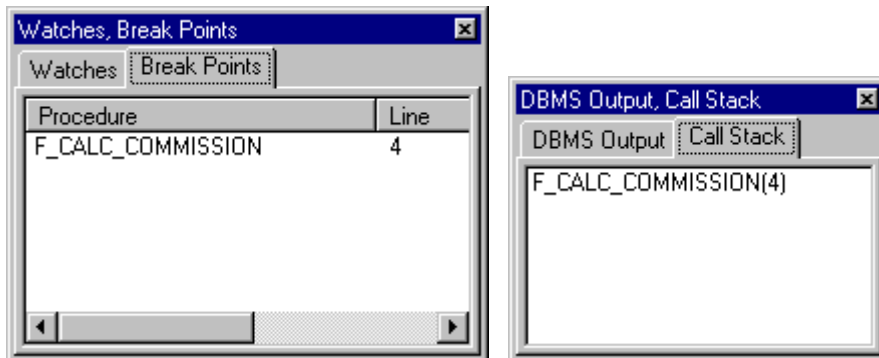 Watches, Break Points
Watches Break Points
Procedure Line
F_CALC_COMMISSION 4
DBMS Output, Call Stack
DBMS Output Call Stack
F_CALC_COMMISSION(4)